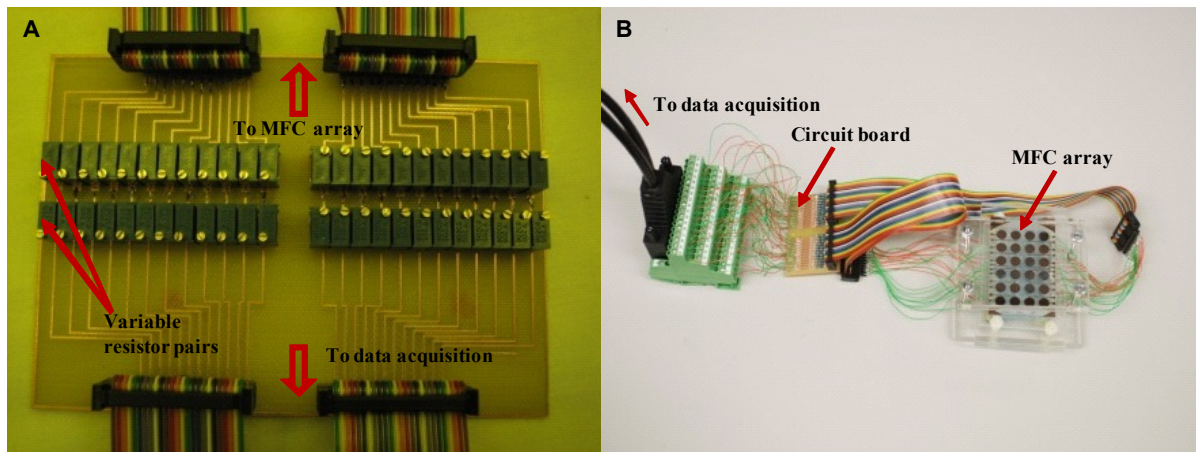 A
To MFC array
Variable
resistor pairs
To data acquisition
B
To data acquisition
Circuit board
MFC array